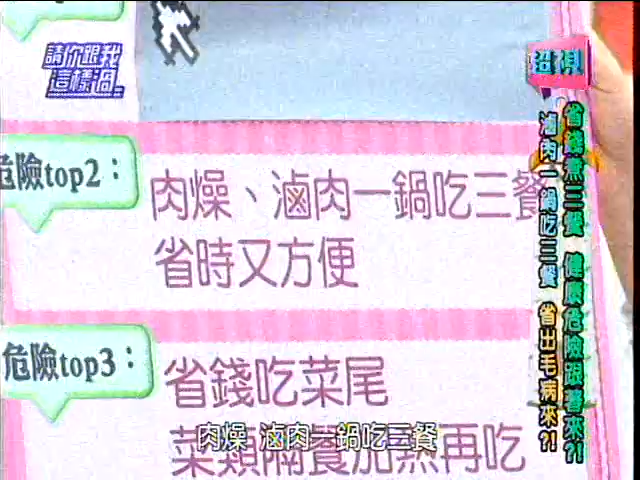 請你跟我
這樣過
超視
危險top2：
肉燥、滷肉一鍋吃三餐
省時又方便
危險top3：
省錢吃菜尾
菜類隔餐加熱再吃
肉燥 滷肉一鍋吃三餐
省錢煮三餐 健康危險跟著來?!
滷肉一鍋吃三餐 省出毛病來?!